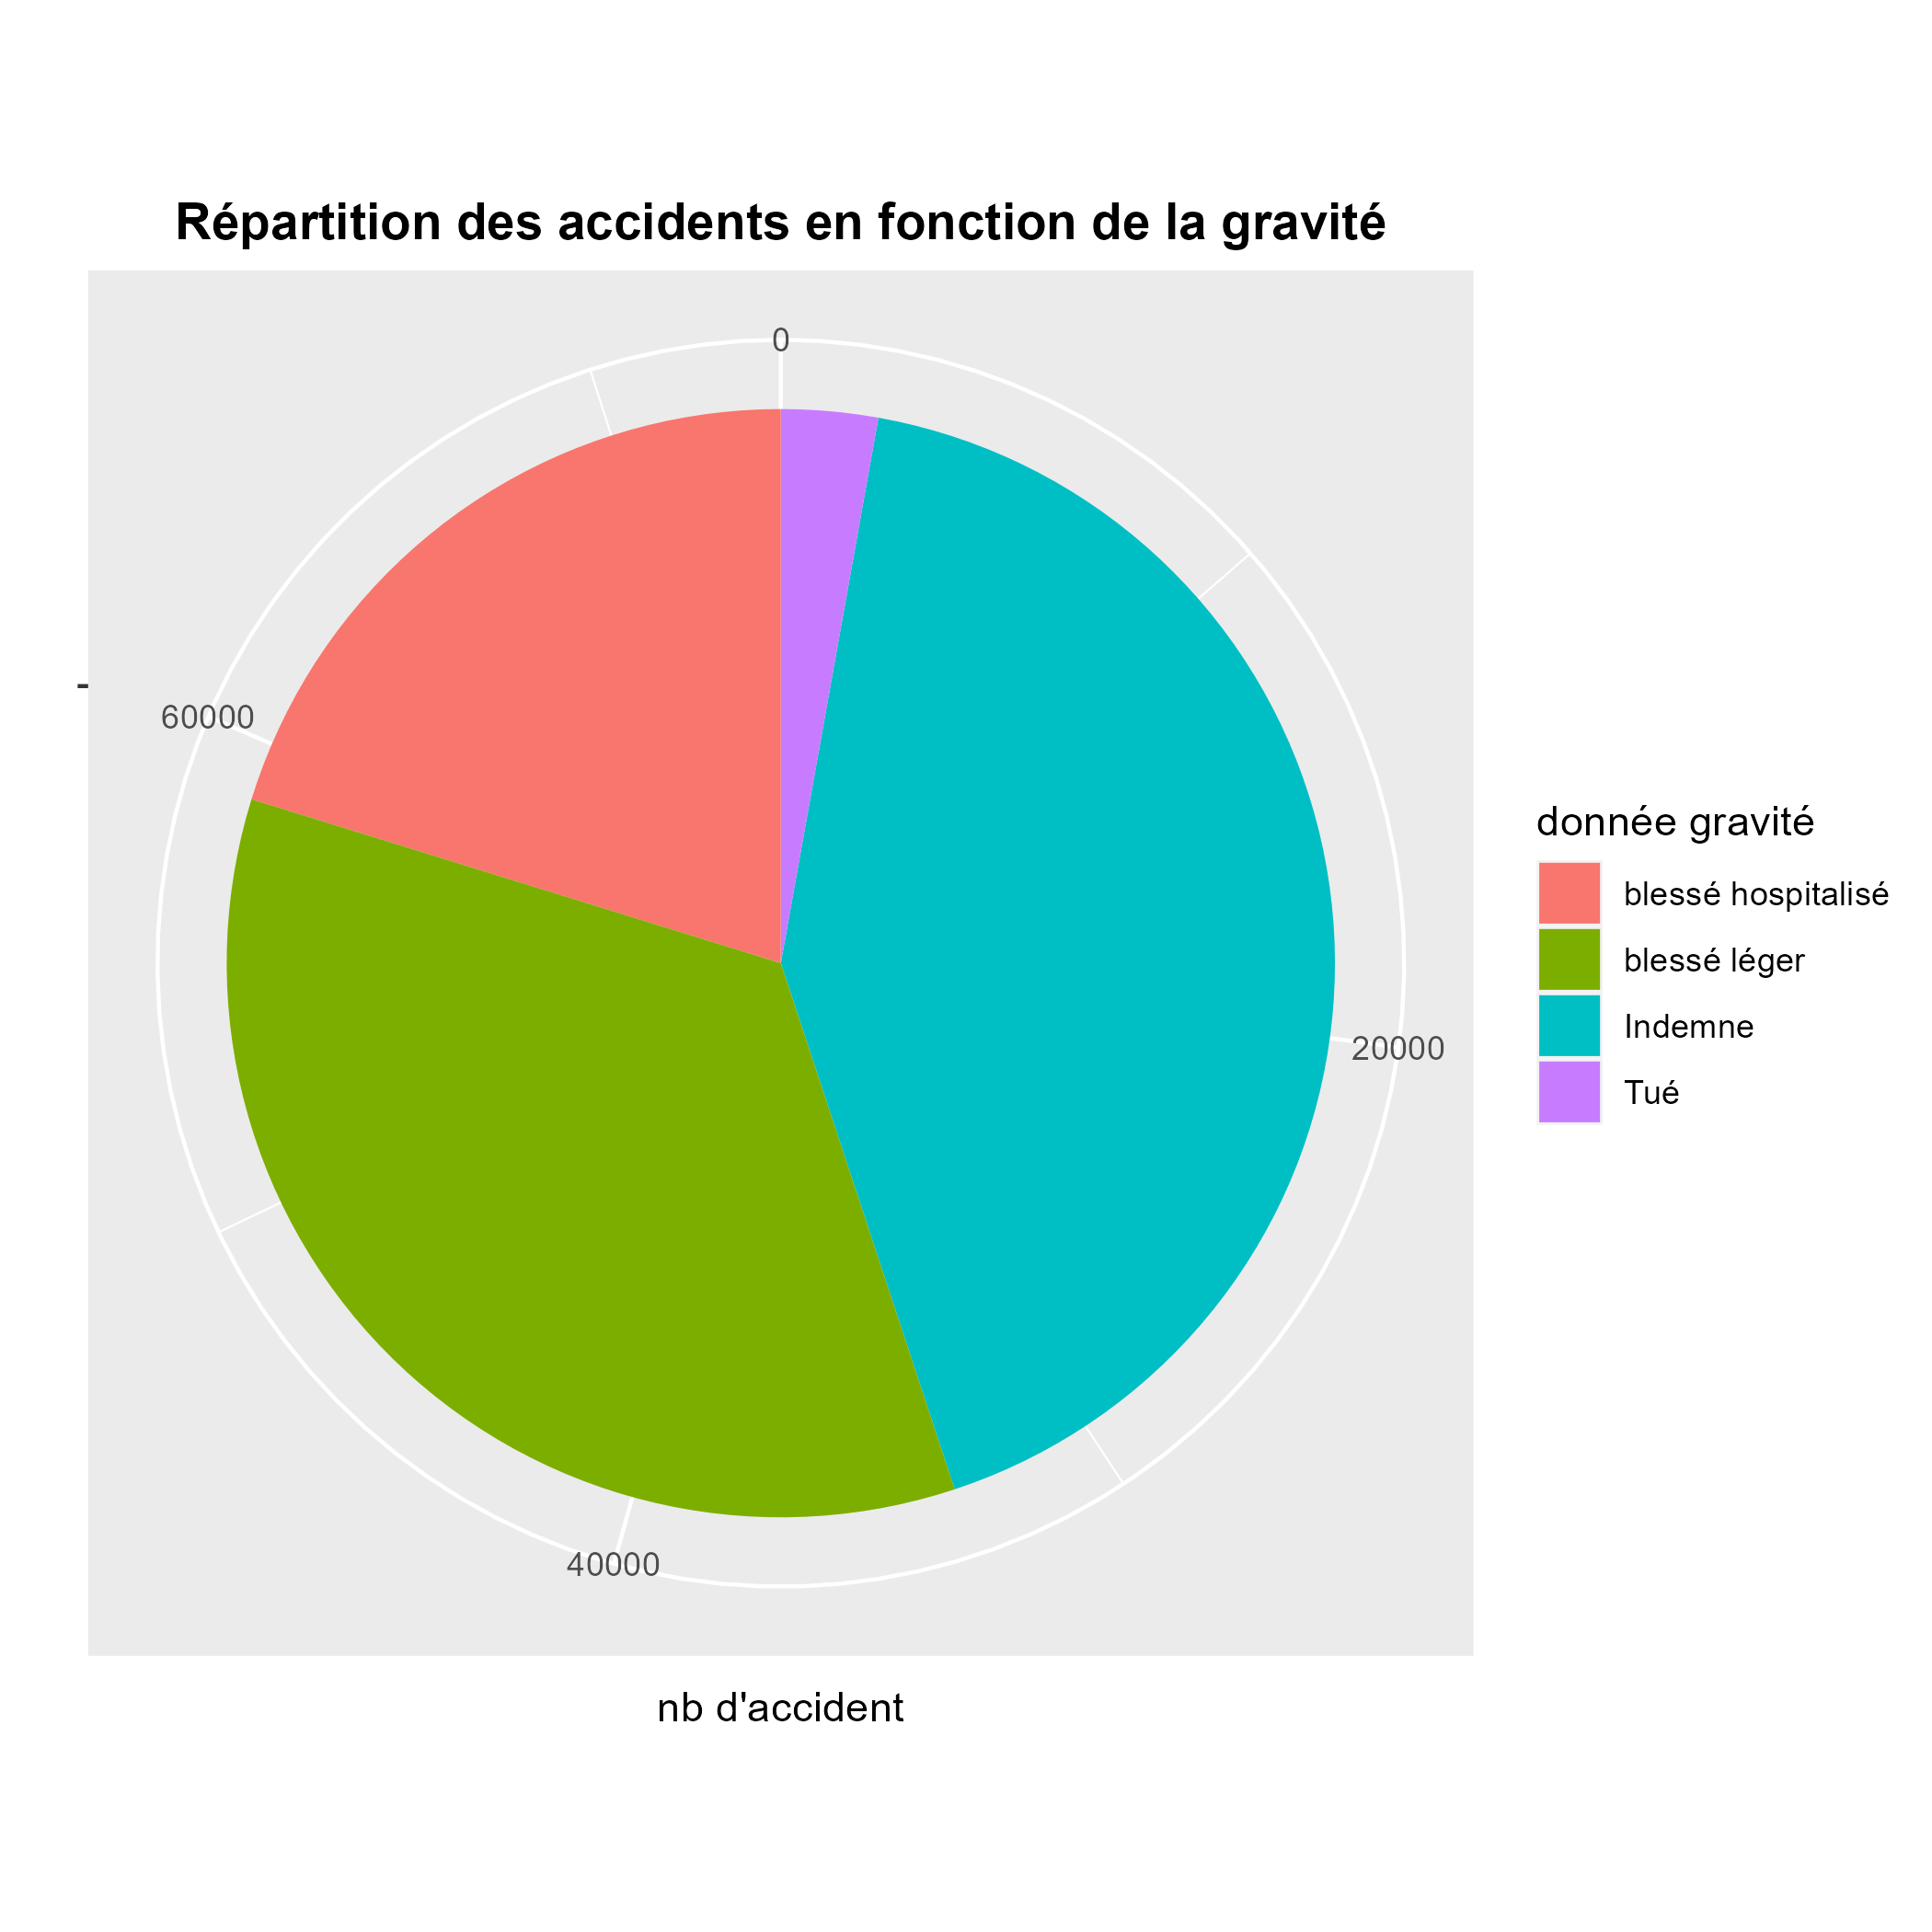 Répartition des accidents en fonction de la gravité
0
60000
20000
40000
-
nb d'accident
donnée gravité
blessé hospitalisé
blessé léger
Indemne
Tué